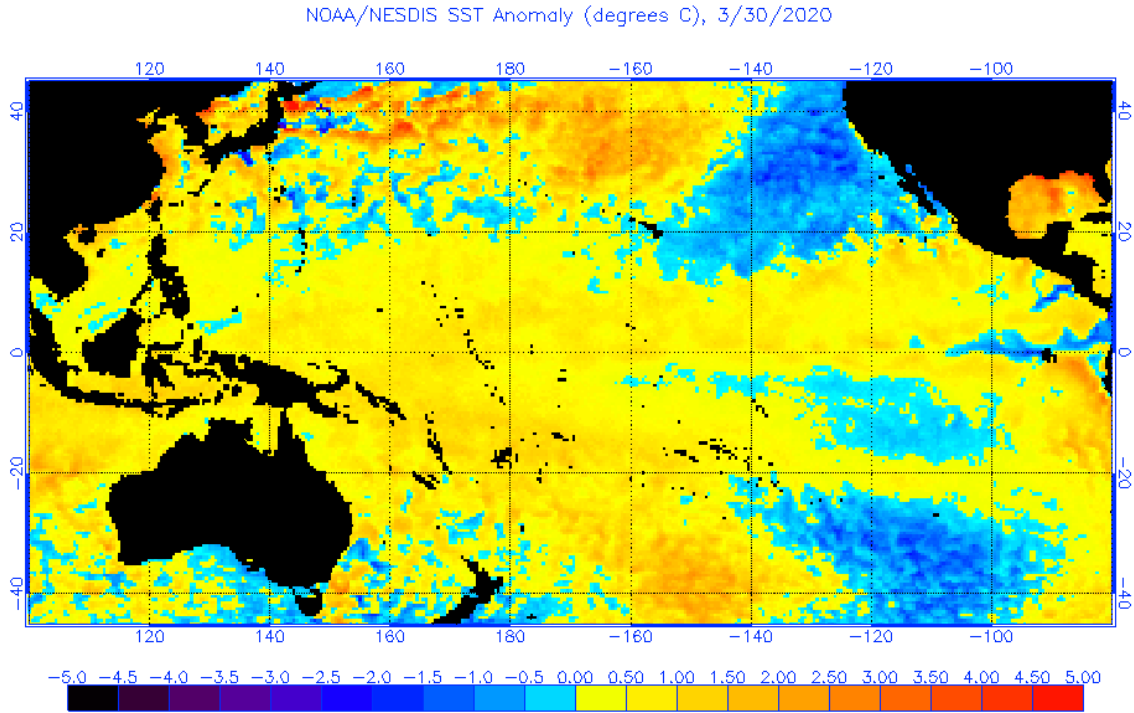 NOAA/NESDIS SST Anomaly (degrees C), 3/30/2020
120 140 160 180 −160 −140 −120 −100
40 40
20 20
0 0
−20 −20
−40 −40
120 140 160 180 −160 −140 −120 −100
−5.0 −4.5 −4.0 −3.5 −3.0 −2.5 −2.0 −1.5 −1.0 −0.5 0.00 0.50 1.00 1.50 2.00 2.50 3.00 3.50 4.00 4.50 5.00